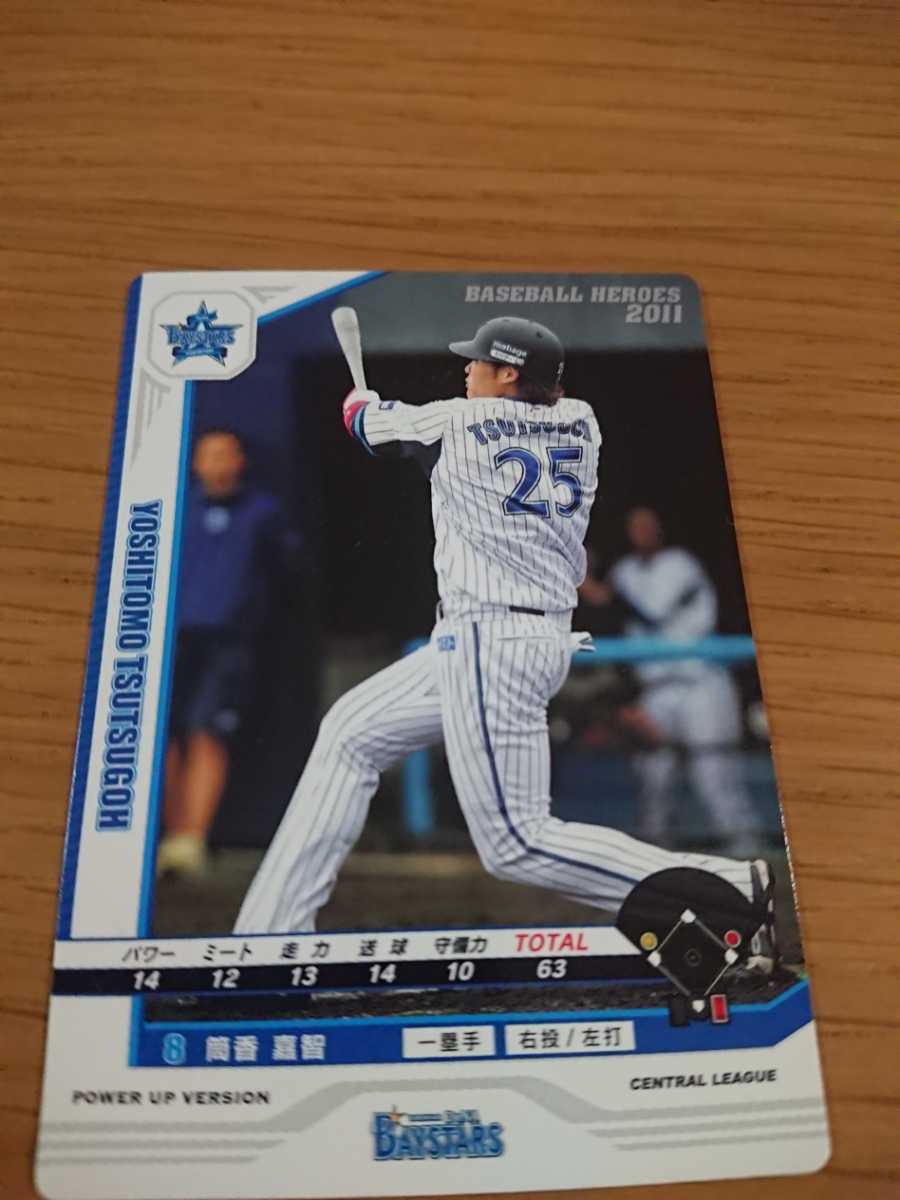 BASEBALL HEROES
2011
BAYSTARS
YOSHITOMO TSUTSUGOH
TSUTSUGOH
25
パワー ミート 走力 送球 守備力 TOTAL
14 12 13 14 10 63
8 筒香 嘉智 一塁手 右投/左打
POWER UP VERSION
CENTRAL LEAGUE
BAYSTARS